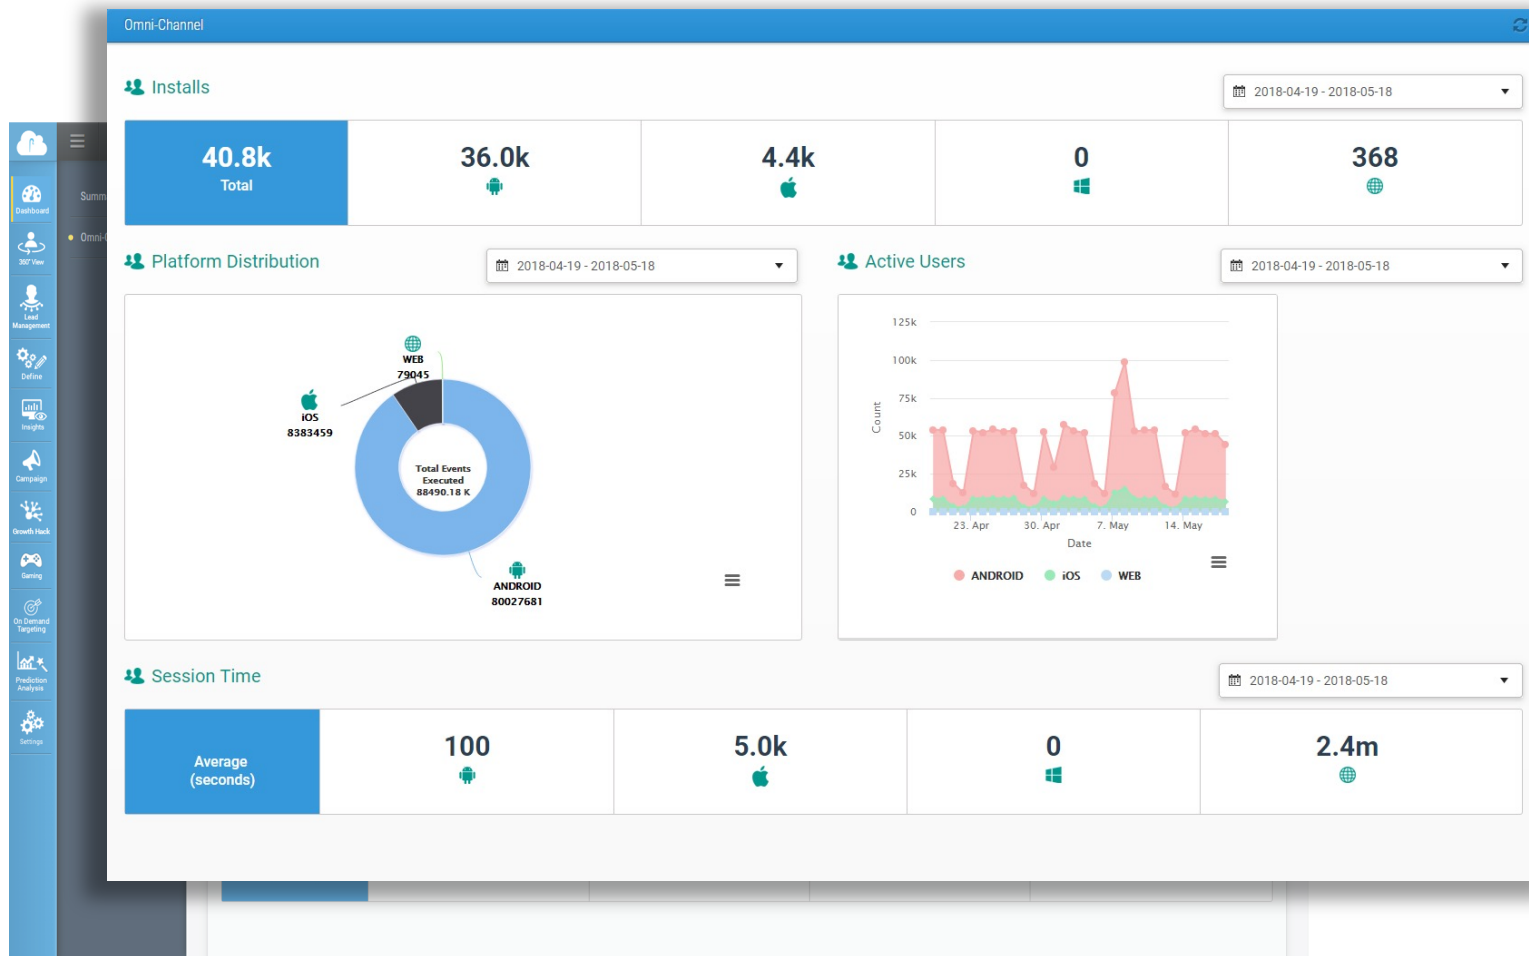 Omni-Channel
Installs
2018-04-19 - 2018-05-18
40.8k
Total
36.0k
4.4k
0
368
Platform Distribution
2018-04-19 - 2018-05-18
Active Users
2018-04-19 - 2018-05-18
WEB
79045
iOS
8383459
Total Events
Executed
88490.18 K
ANDROID
80027681
125k
100k
75k
50k
25k
0
Count
23. Apr
30. Apr
7. May
14. May
Date
ANDROID
iOS
WEB
Session Time
2018-04-19 - 2018-05-18
Average
(seconds)
100
5.0k
0
2.4m
Dashboard
360° View
Lead
Management
Define
Insights
Campaign
Growth Hack
Gaming
On Demand
Targeting
Prediction
Analysis
Settings
Summ
Omni-C